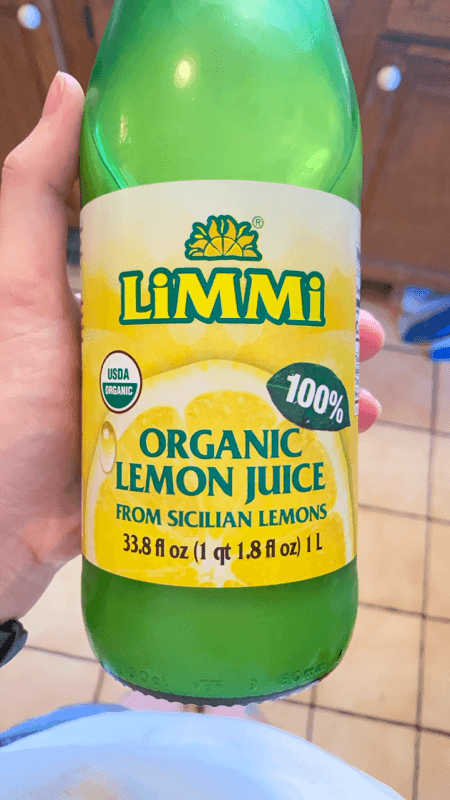 ®
LiMMi
USDA
ORGANIC
100%
ORGANIC
LEMON JUICE
FROM SICILIAN LEMONS
33.8 fl oz (1 qt 1.8 fl oz) 1 L